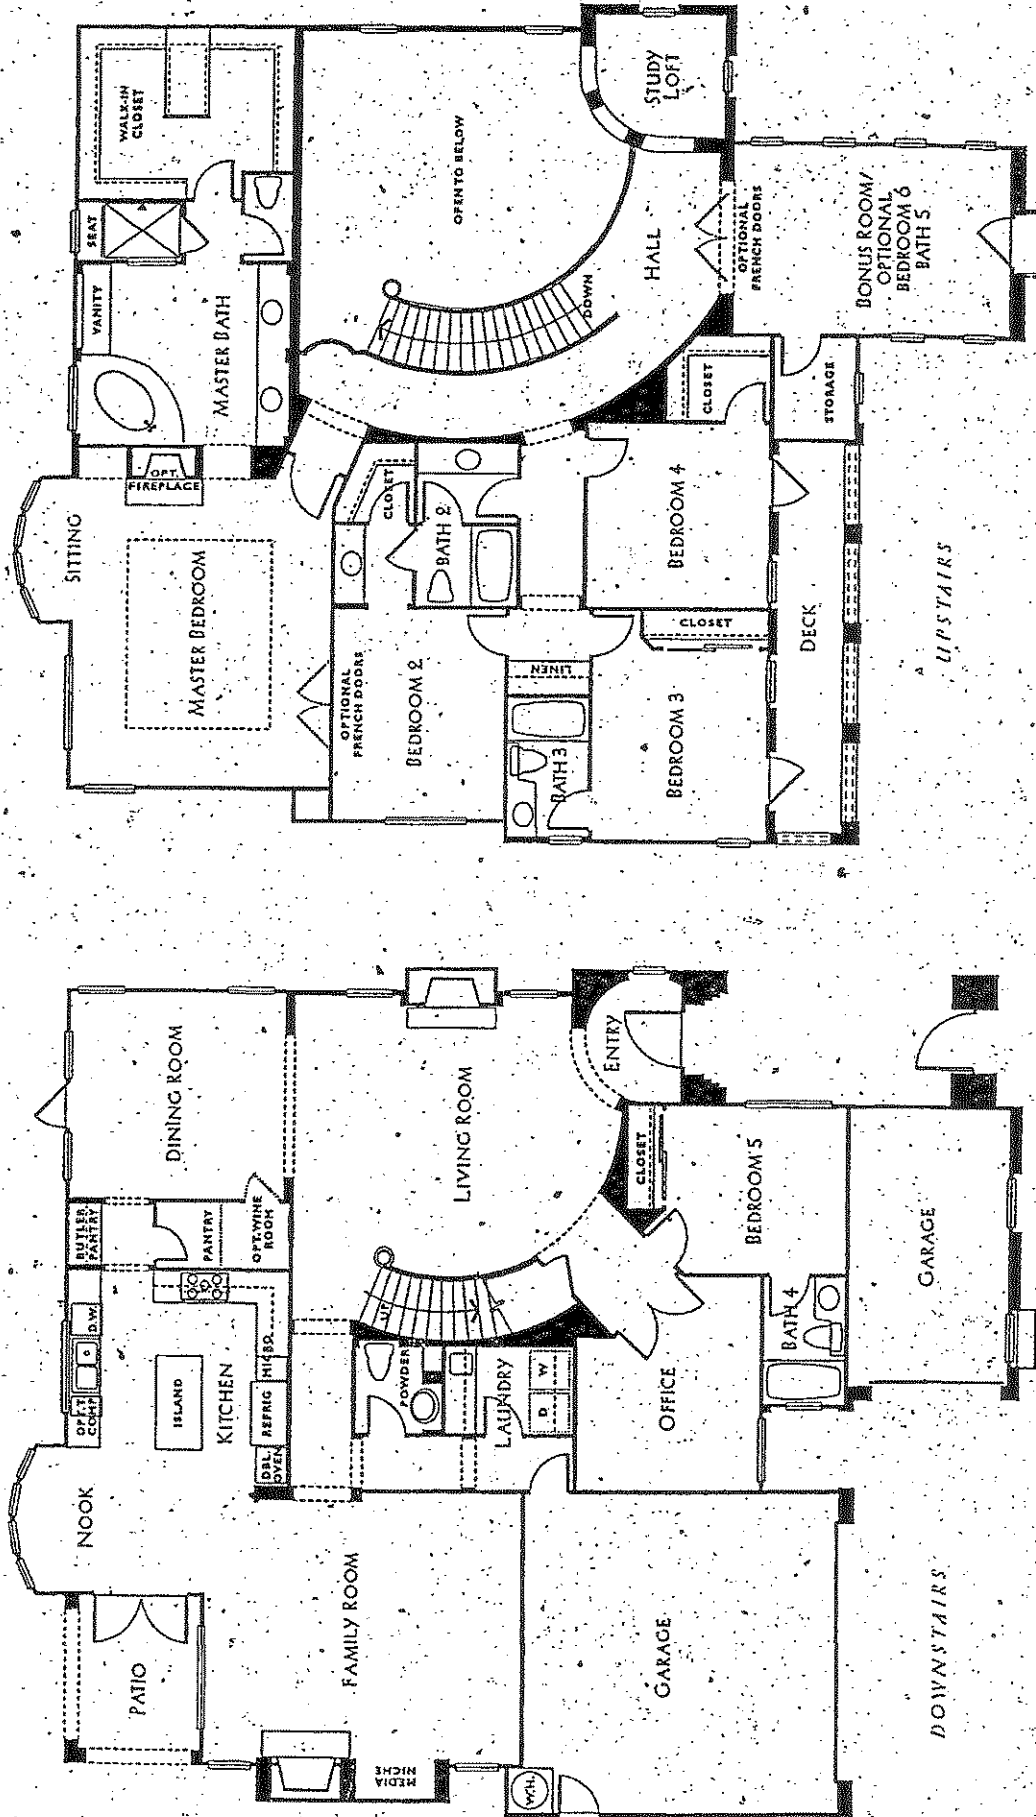 PATIO
NOOK
OPT. T.
COMP.
D.W.
BUTLER
PANTRY
DINING ROOM
ISLAND
KITCHEN
DBL.
OVEN
REFRIG
MICRO
PANTRY
OPT. WINE
ROOM
MEDIA
NICHE
FAMILY ROOM
POWDER
UP
LIVING ROOM
LAUNDRY
D
W
W.H.
GARAGE
OFFICE
CLOSET
ENTRY
BEDROOM 5
BATH 4
GARAGE
DOWNSTAIRS
SITTING
MASTER BEDROOM
OPT.
FIREPLACE
VANITY
SEAT
MASTER BATH
WALK-IN
CLOSET
OPTIONAL
FRENCH DOORS
BEDROOM 2
CLOSET
BATH 2
OPEN TO BELOW
DOWN
HALL
STUDY
LOFT
LINEN
BATH 3
BEDROOM 3
CLOSET
BEDROOM 4
CLOSET
OPTIONAL
FRENCH DOORS
STORAGE
BONUS ROOM/
OPTIONAL
BEDROOM 6
BATH 5
DECK
UPSTAIRS